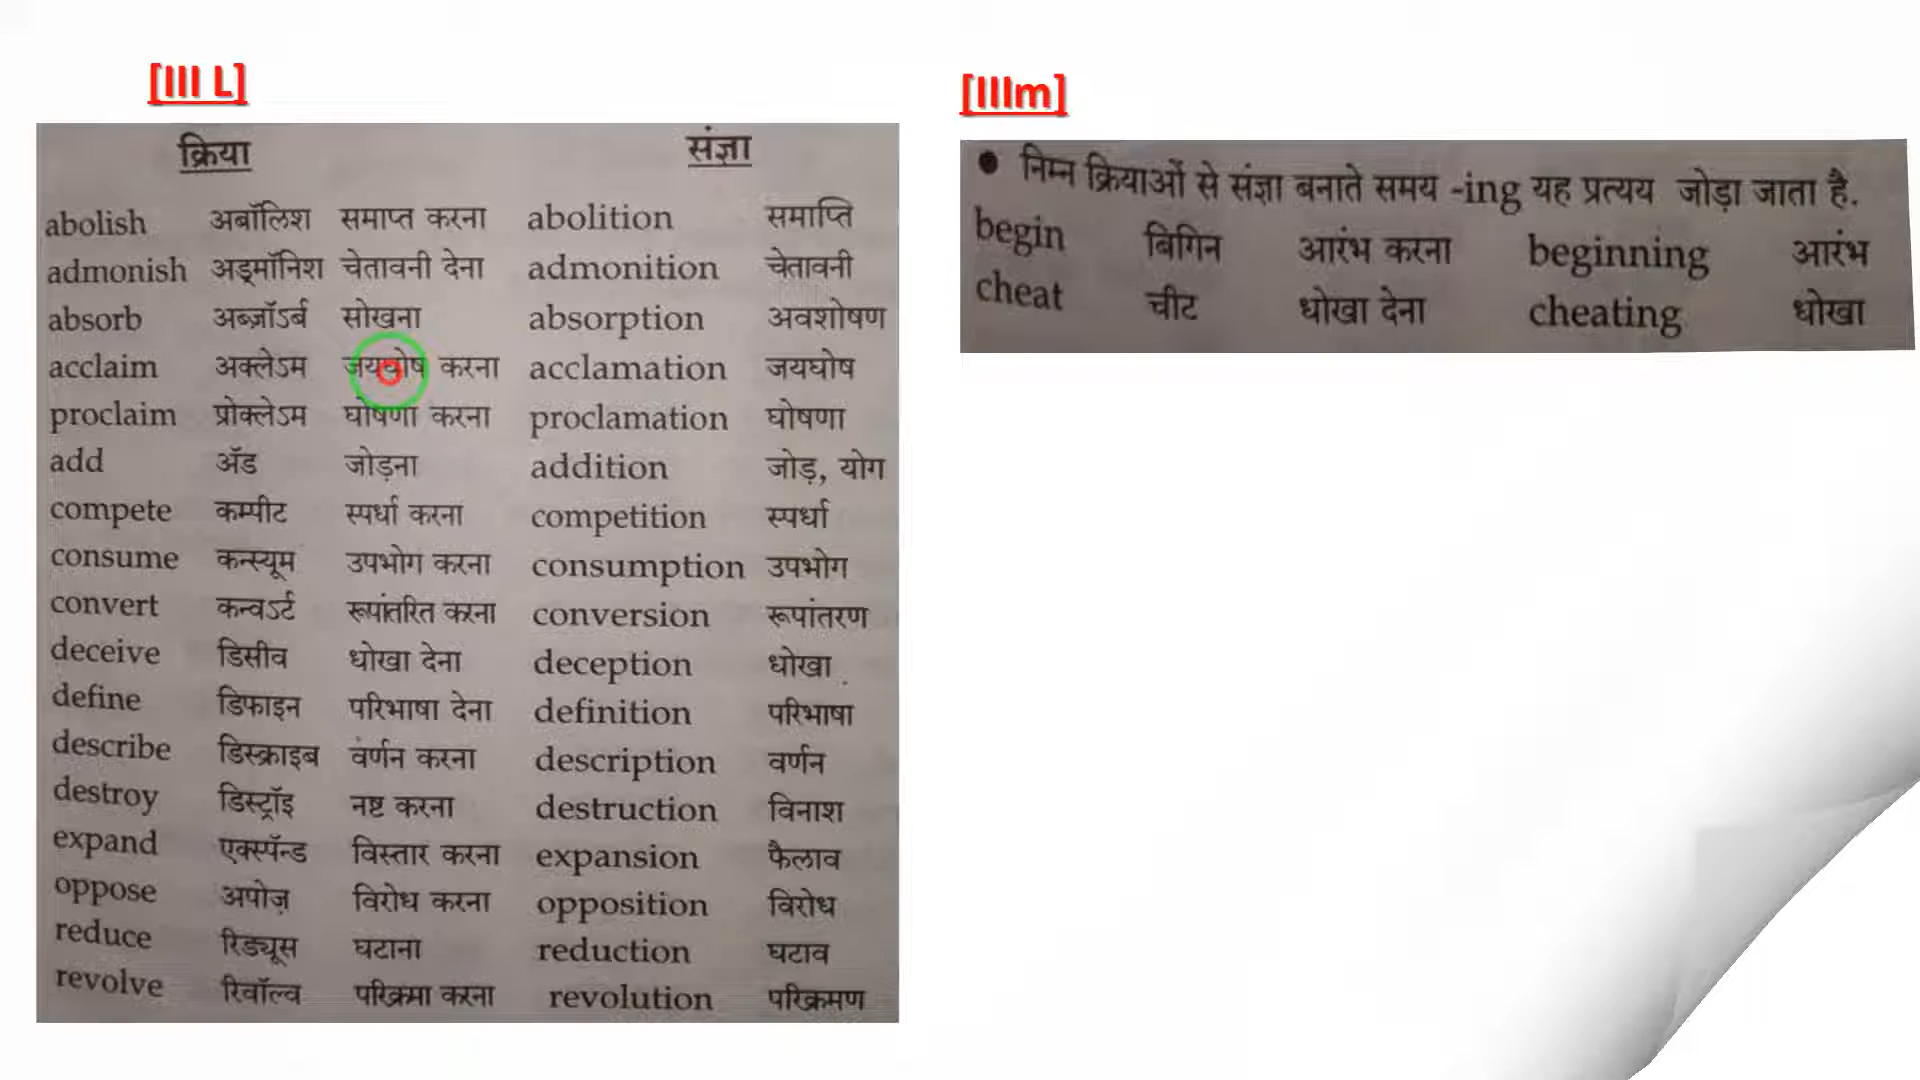 [III L]
क्रिया संज्ञा
abolish अबॉलिश समाप्त करना abolition समाप्ति
admonish अड्मॉनिश चेतावनी देना admonition चेतावनी
absorb अब्ज़ॉऽर्ब सोखना absorption अवशोषण
acclaim अक्लेऽम जयघोष करना acclamation जयघोष
proclaim प्रोक्लेऽम घोषणा करना proclamation घोषणा
add ॲड जोड़ना addition जोड़, योग
compete कम्पीट स्पर्धा करना competition स्पर्धा
consume कन्स्यूम उपभोग करना consumption उपभोग
convert कन्वऽर्ट रूपांतरित करना conversion रूपांतरण
deceive डिसीव धोखा देना deception धोखा
define डिफाइन परिभाषा देना definition परिभाषा
describe डिस्क्राइब वर्णन करना description वर्णन
destroy डिस्ट्रॉइ नष्ट करना destruction विनाश
expand एक्स्पॅन्ड विस्तार करना expansion फैलाव
oppose अपोज़ विरोध करना opposition विरोध
reduce रिड्यूस घटाना reduction घटाव
revolve रिवॉल्व परिक्रमा करना revolution परिक्रमण
[IIIm]
● निम्न क्रियाओं से संज्ञा बनाते समय -ing यह प्रत्यय जोड़ा जाता है.
begin बिगिन आरंभ करना beginning आरंभ
cheat चीट धोखा देना cheating धोखा